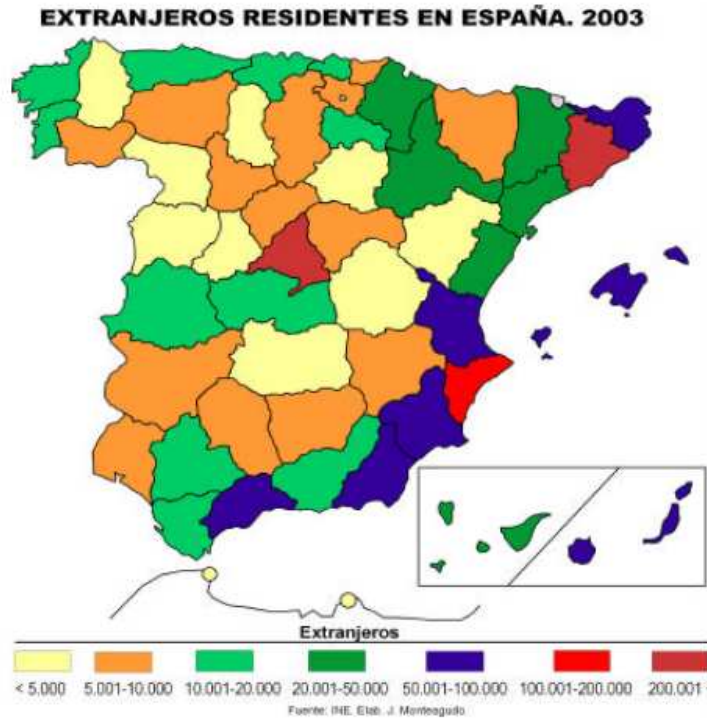 EXTRANJEROS RESIDENTES EN ESPAÑA. 2003
Extranjeros
< 5.000 5.001-10.000 10.001-20.000 20.001-50.000 50.001-100.000 100.001-200.000 200.001
Fuente: INE. Elab. J. Monteagudo